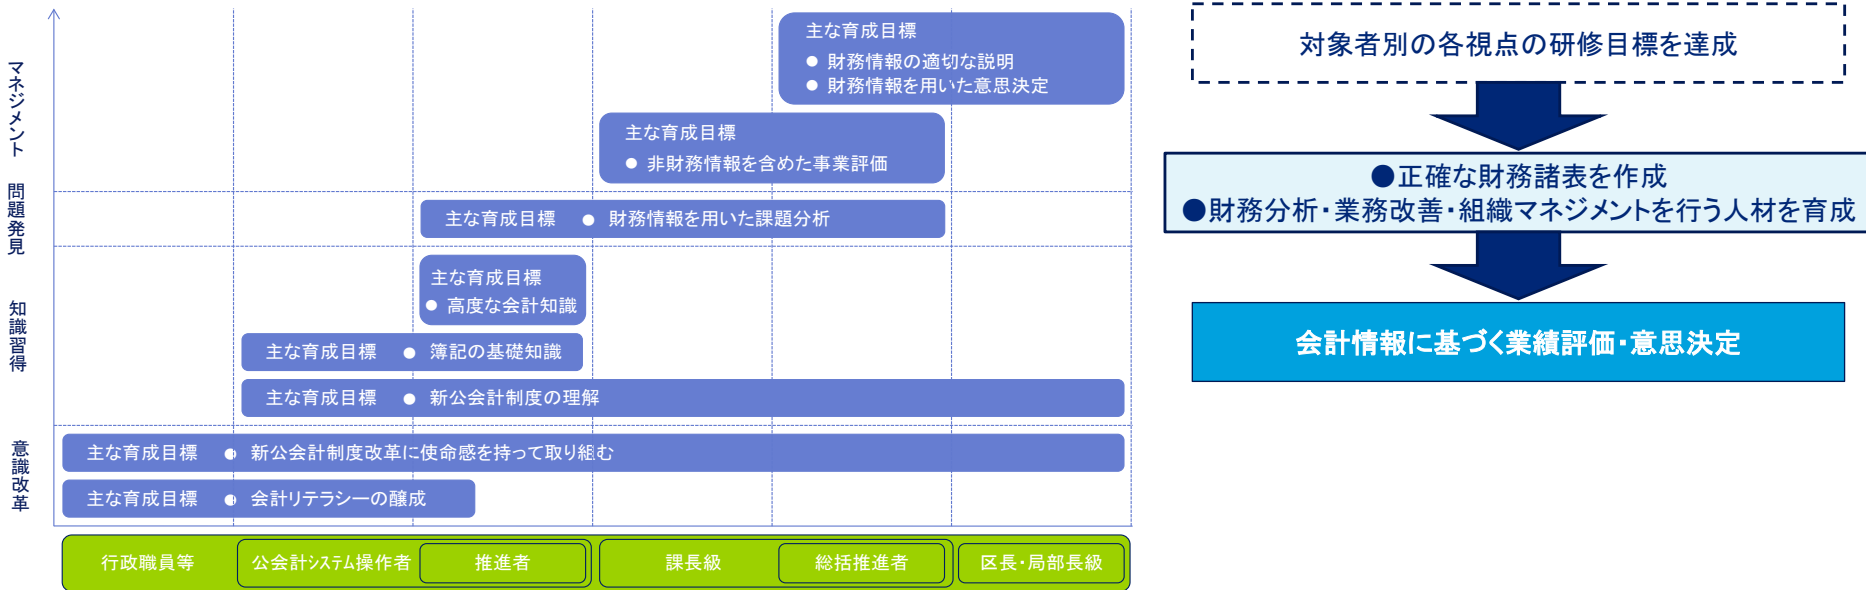 マネジメント
主な育成目標
● 財務情報の適切な説明
● 財務情報を用いた意思決定
主な育成目標
● 非財務情報を含めた事業評価
問題発見
主な育成目標 ● 財務情報を用いた課題分析
知識習得
主な育成目標
● 高度な会計知識
主な育成目標 ● 簿記の基礎知識
主な育成目標 ● 新公会計制度の理解
意識改革
主な育成目標 ● 新公会計制度改革に使命感を持って取り組む
主な育成目標 ● 会計リテラシーの醸成
行政職員等 公会計システム操作者 推進者 課長級 総括推進者 区長・局部長級
対象者別の各視点の研修目標を達成
●正確な財務諸表を作成
●財務分析・業務改善・組織マネジメントを行う人材を育成
会計情報に基づく業績評価・意思決定